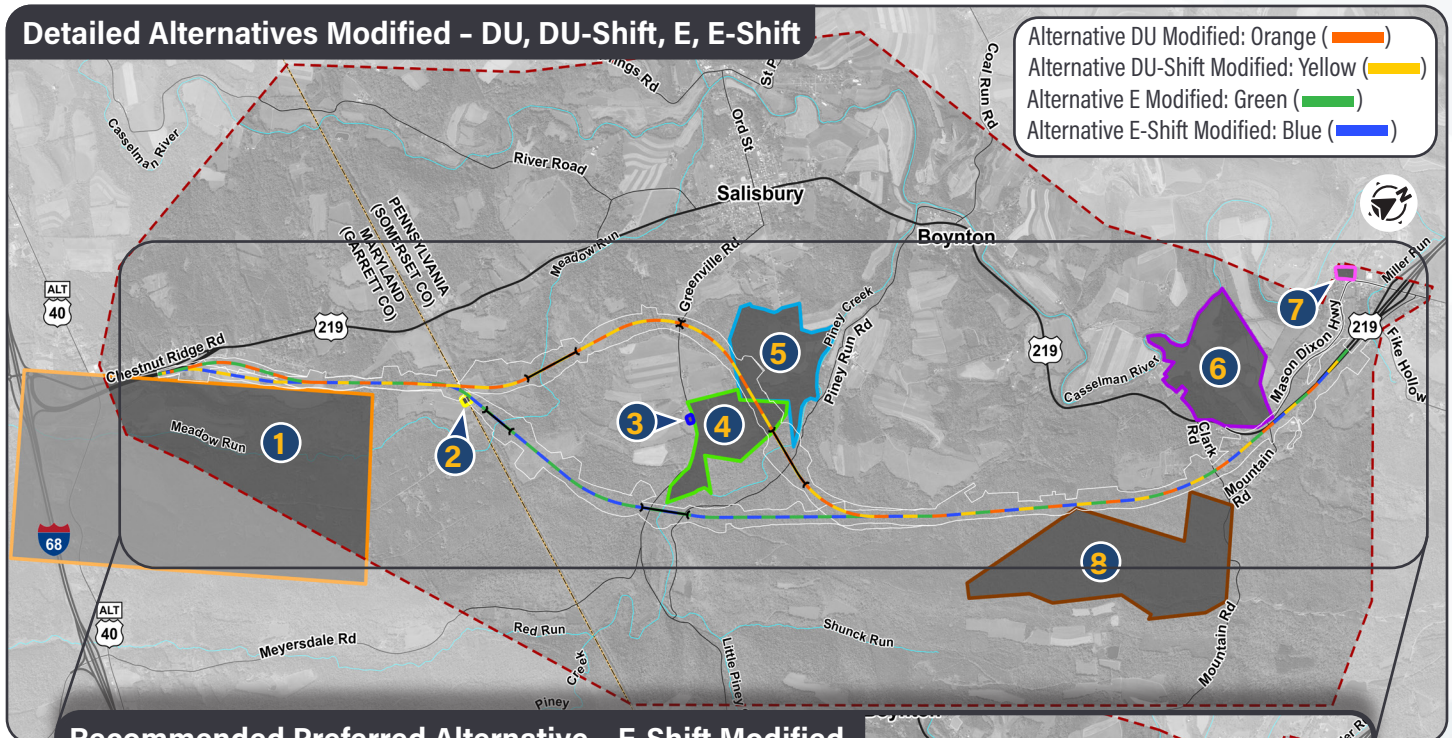 Detailed Alternatives Modified – DU, DU-Shift, E, E-Shift
Alternative DU Modified: Orange ( )
Alternative DU-Shift Modified: Yellow ( )
Alternative E Modified: Green ( )
Alternative E-Shift Modified: Blue ( )
Casselman River
River Road
Ord St
Coal Run Rd
Salisbury
Boynton
N
PENNSYLVANIA
(SOMERSET CO)
MARYLAND
(GARRETT CO)
Meadow Run
Greenville Rd
Miller Run
ALT
40
219
Chestnut Ridge Rd
Piney Creek
Piney Run Rd
219
Casselman River
Mason Dixon Hwy
7
219
Fike Hollow
5
6
3
4
Meadow Run
1
2
Clark
Rd
Mountain
Rd
68
8
ALT
40
Meyersdale Rd
Red Run
Shunck Run
Mountain Rd
Piney
Creek
Little Piney
Recommended Preferred Alternative – E-Shift Modified